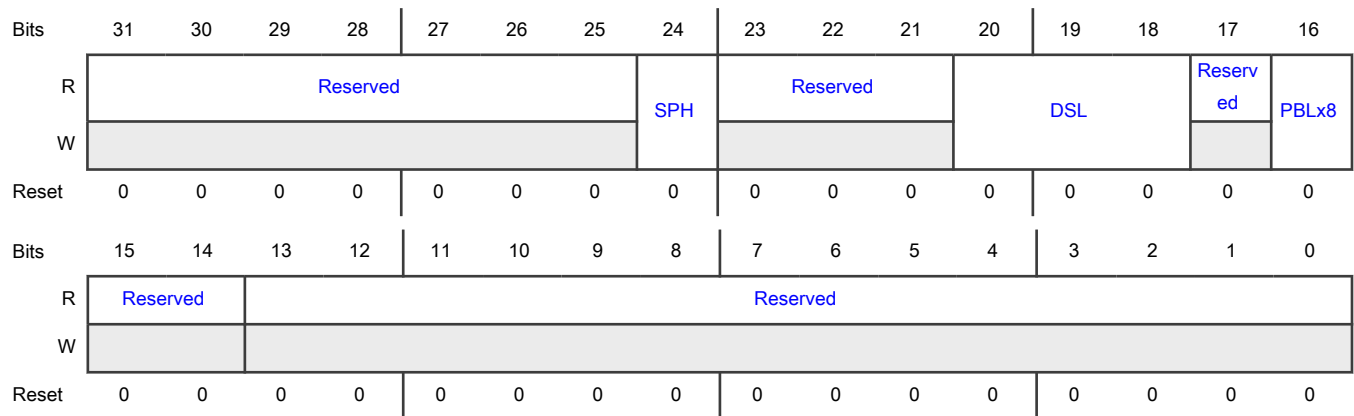 Bits 31 30 29 28 27 26 25 24 23 22 21 20 19 18 17 16
R Reserved SPH Reserved DSL Reserv
ed PBLx8
W
Reset 0 0 0 0 0 0 0 0 0 0 0 0 0 0 0 0
Bits 15 14 13 12 11 10 9 8 7 6 5 4 3 2 1 0
R Reserved Reserved
W
Reset 0 0 0 0 0 0 0 0 0 0 0 0 0 0 0 0